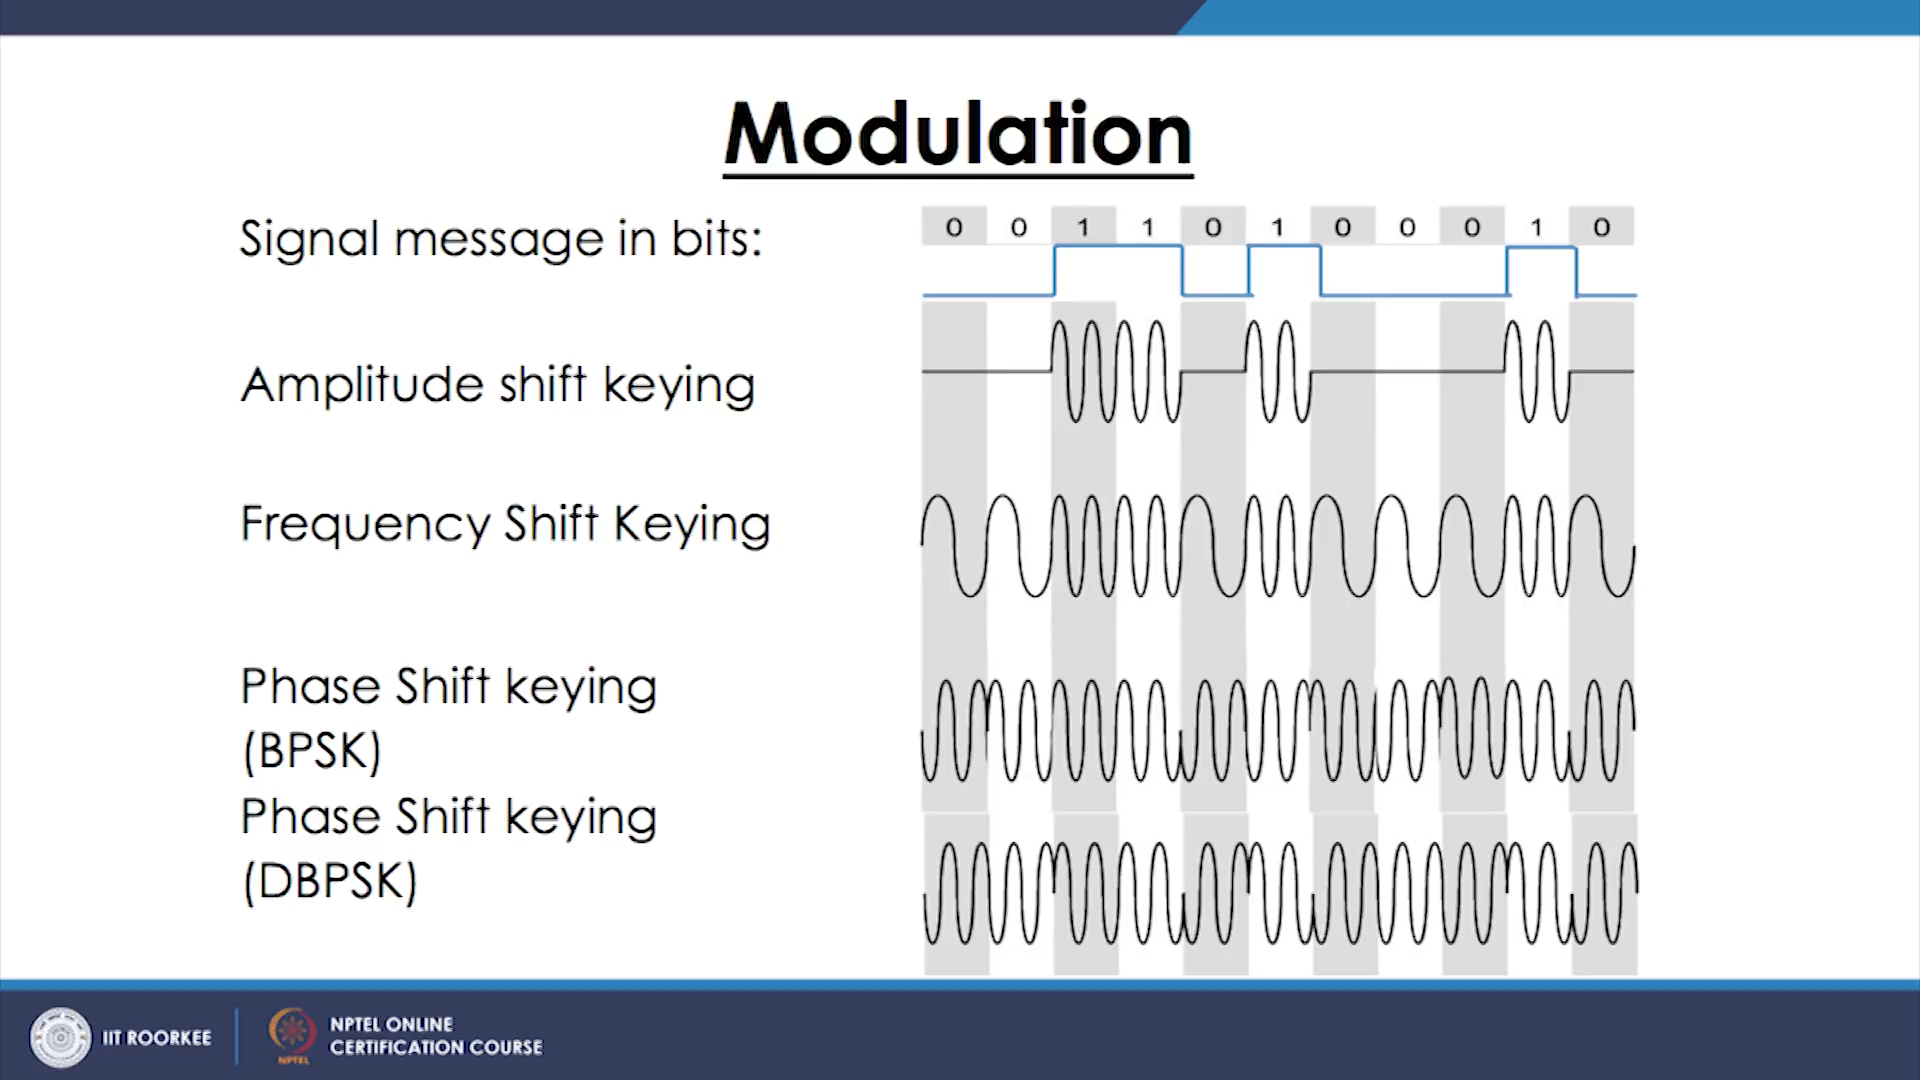 Modulation
Signal message in bits:
0 0 1 1 0 1 0 0 0 1 0
Amplitude shift keying
Frequency Shift Keying
Phase Shift keying
(BPSK)
Phase Shift keying
(DBPSK)
IIT ROORKEE
NPTEL
NPTEL ONLINE
CERTIFICATION COURSE